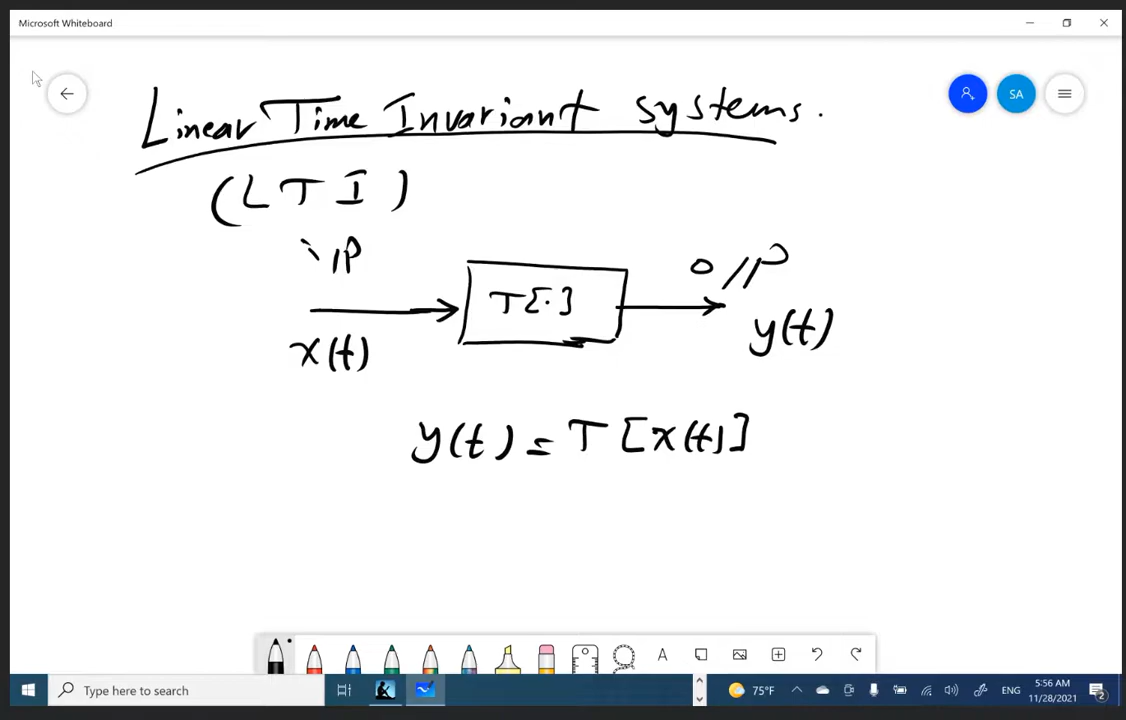 Microsoft Whiteboard
SA
Linear Time Invariant systems.
(LTI)
O/P
T[.]
x(t)
y(t)
y(t) = T[x(t)]
A
Type here to search
75°F
ENG
5:56 AM
11/28/2021
2